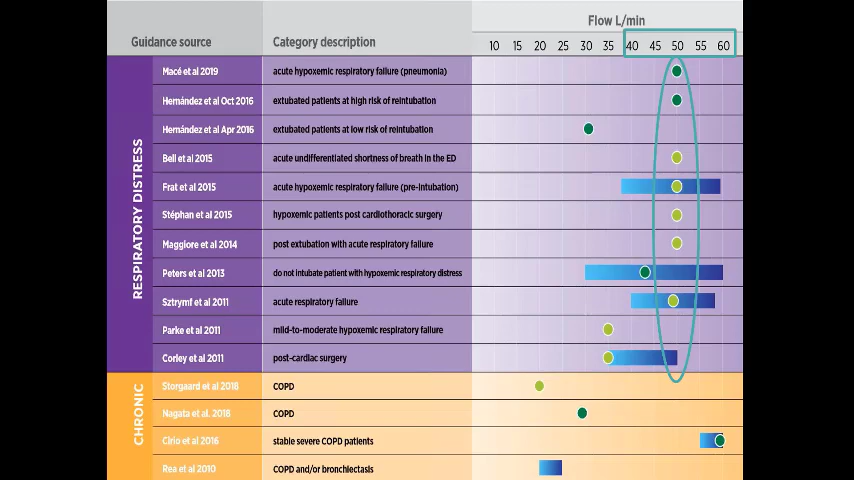 Flow L/min
Guidance source Category description 10 15 20 25 30 35 40 45 50 55 60
RESPIRATORY DISTRESS
Macé et al 2019 acute hypoxemic respiratory failure (pneumonia)
Hernández et al Oct 2016 extubated patients at high risk of reintubation
Hernández et al Apr 2016 extubated patients at low risk of reintubation
Bell et al 2015 acute undifferentiated shortness of breath in the ED
Frat et al 2015 acute hypoxemic respiratory failure (pre-intubation)
Stéphan et al 2015 hypoxemic patients post cardiothoracic surgery
Maggiore et al 2014 post extubation with acute respiratory failure
Peters et al 2013 do not intubate patient with hypoxemic respiratory distress
Sztrymf et al 2011 acute respiratory failure
Parke et al 2011 mild-to-moderate hypoxemic respiratory failure
Corley et al 2011 post-cardiac surgery
CHRONIC
Storgaard et al 2018 COPD
Nagata et al. 2018 COPD
Cirio et al 2016 stable severe COPD patients
Rea et al 2010 COPD and/or bronchiectasis